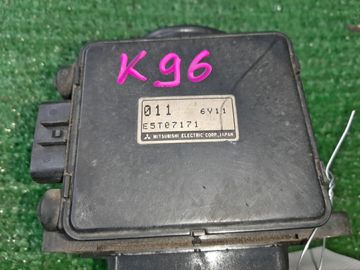 K96
011 6Y11
E5T07171
MITSUBISHI ELECTRIC CORP. JAPAN